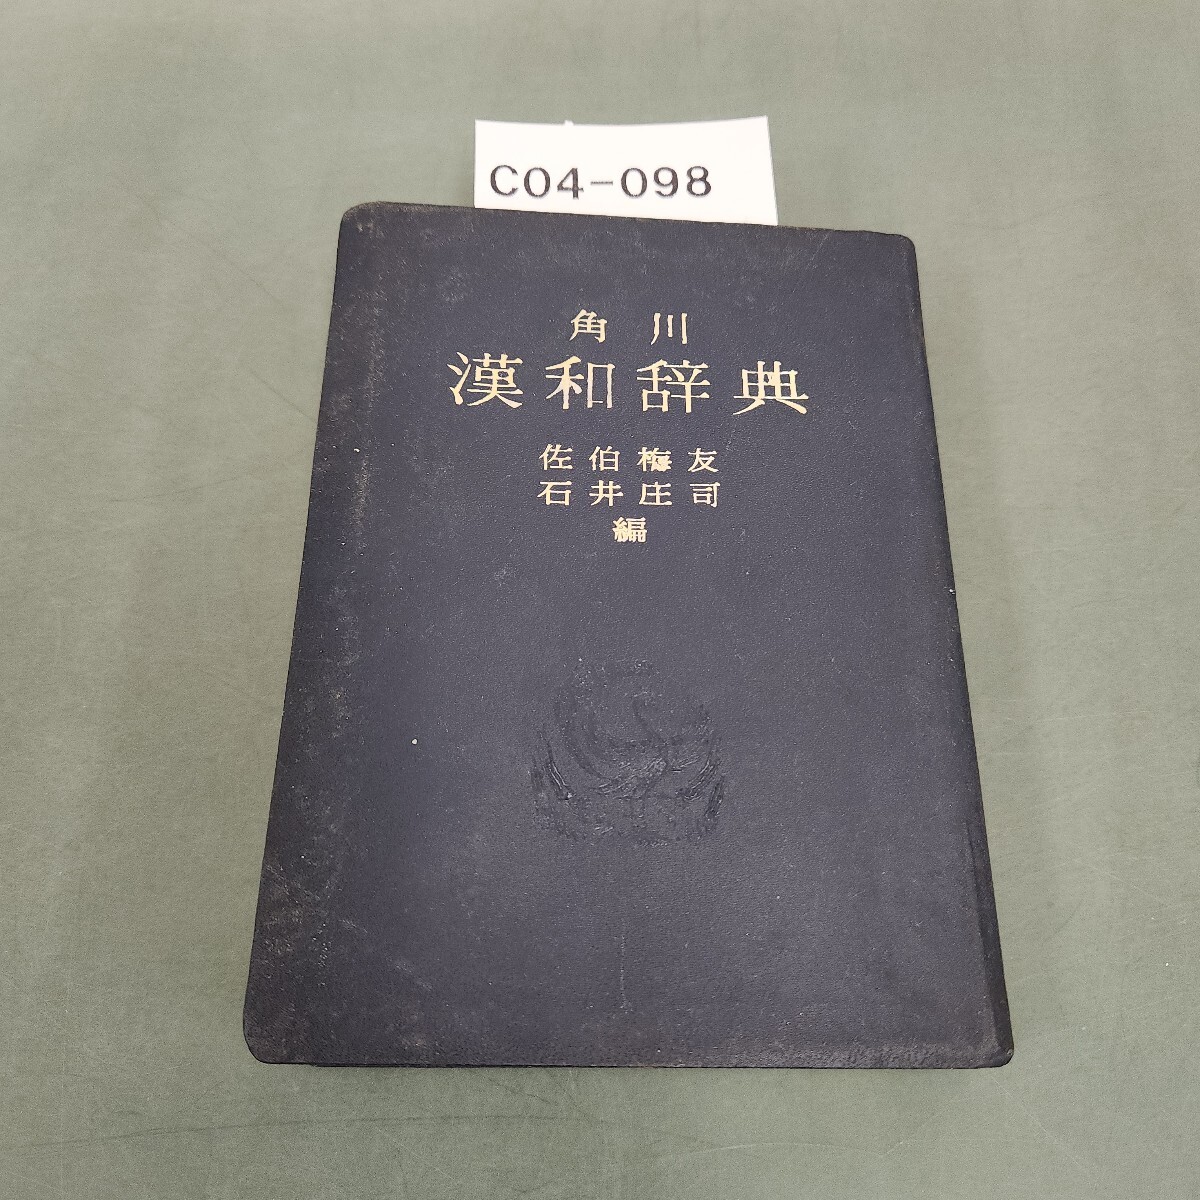 C04-098
角川
漢和辞典
佐伯梅友
石井庄司
編